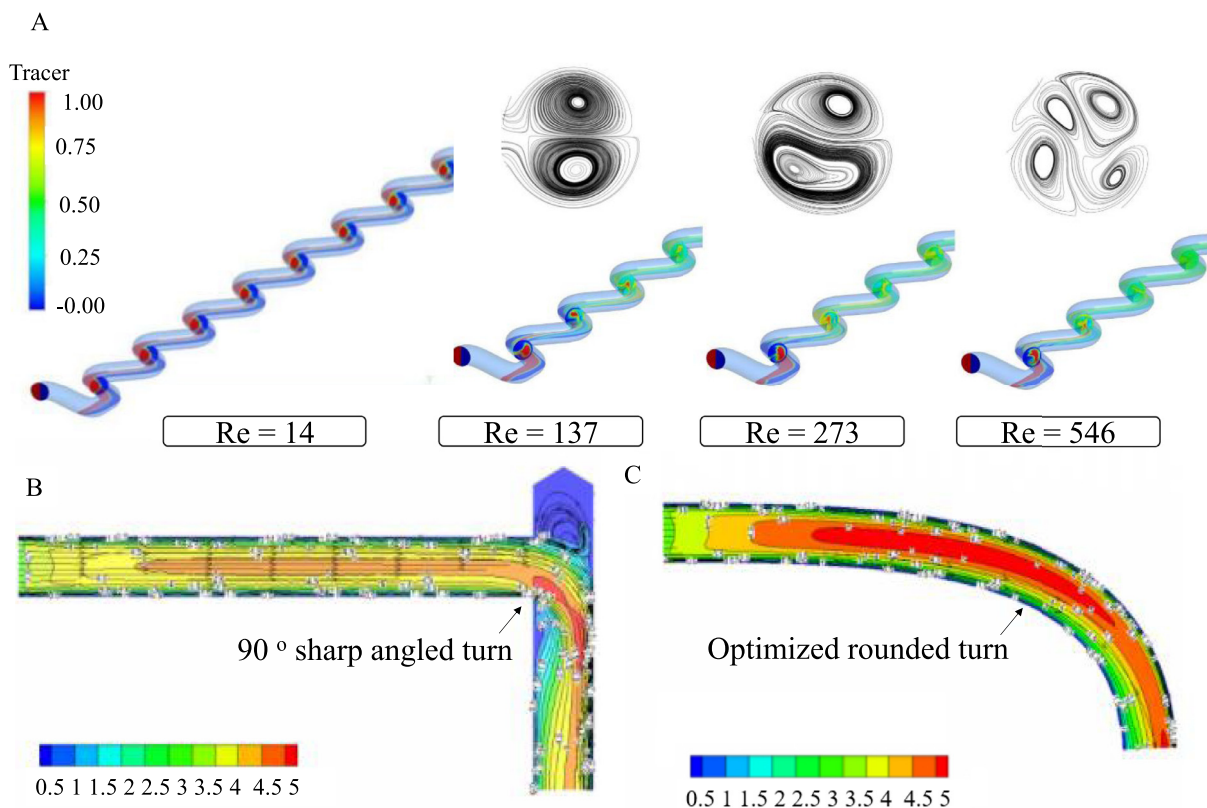 A
Tracer
1.00
0.75
0.50
0.25
-0.00
Re = 14
Re = 137
Re = 273
Re = 546
B
90 ° sharp angled turn
0.5 1 1.5 2 2.5 3 3.5 4 4.5 5
C
Optimized rounded turn
0.5 1 1.5 2 2.5 3 3.5 4 4.5 5